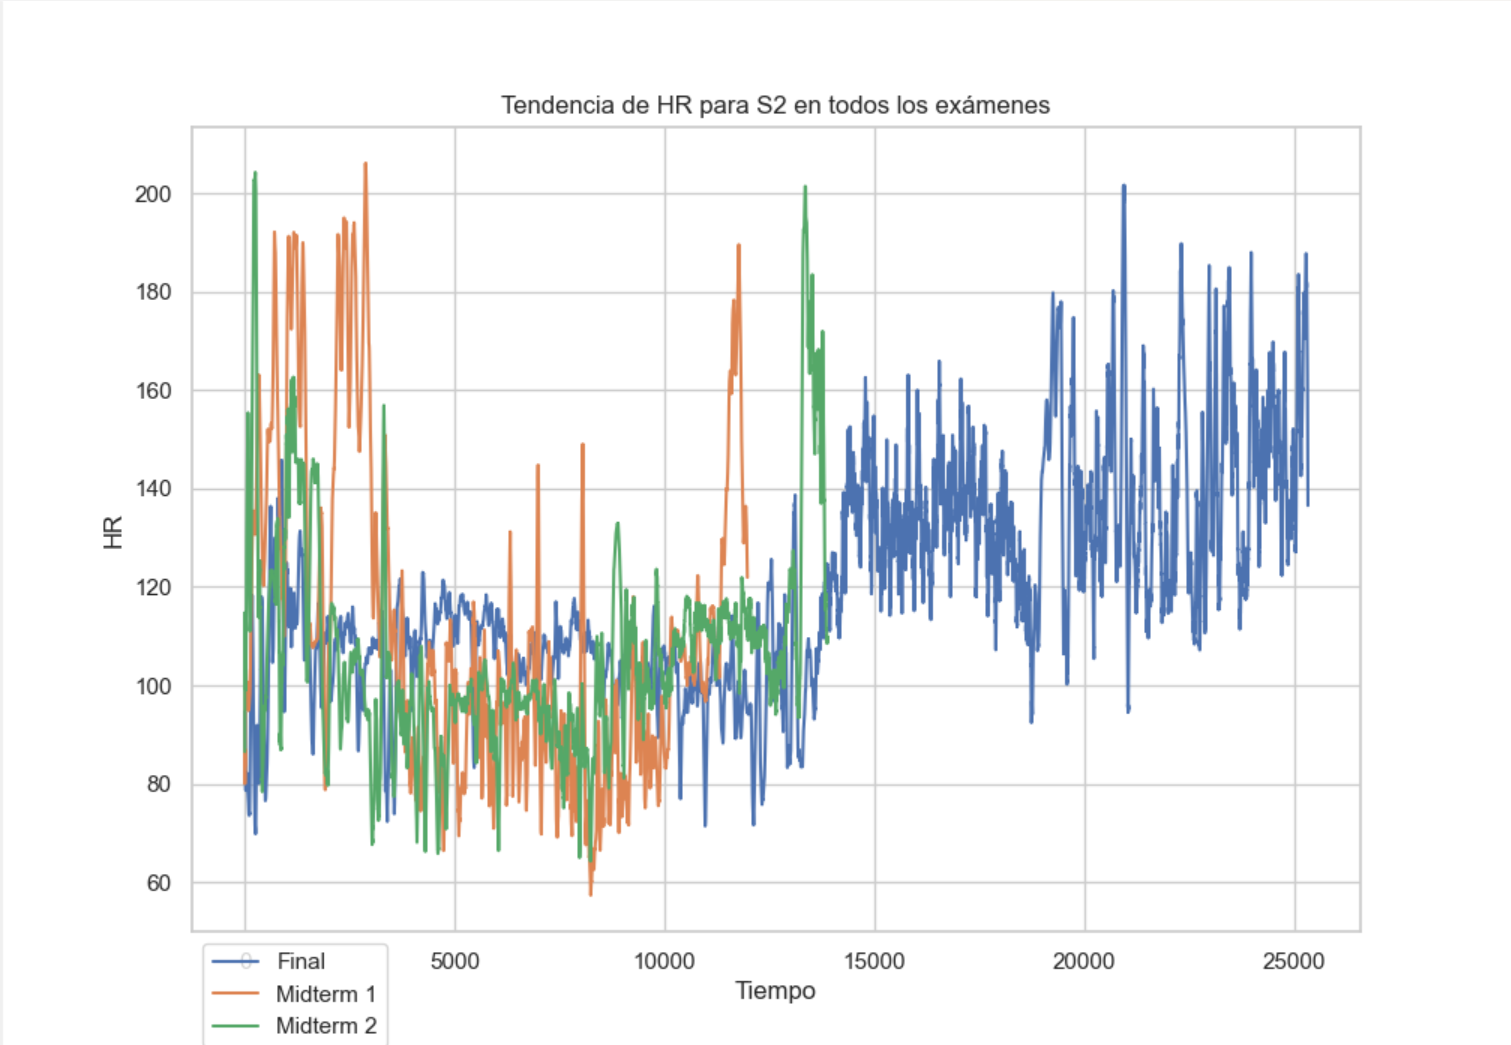 Tendencia de HR para S2 en todos los exámenes
200
180
160
140
120
100
80
60
HR
0 5000 10000 15000 20000 25000
Tiempo
Final
Midterm 1
Midterm 2